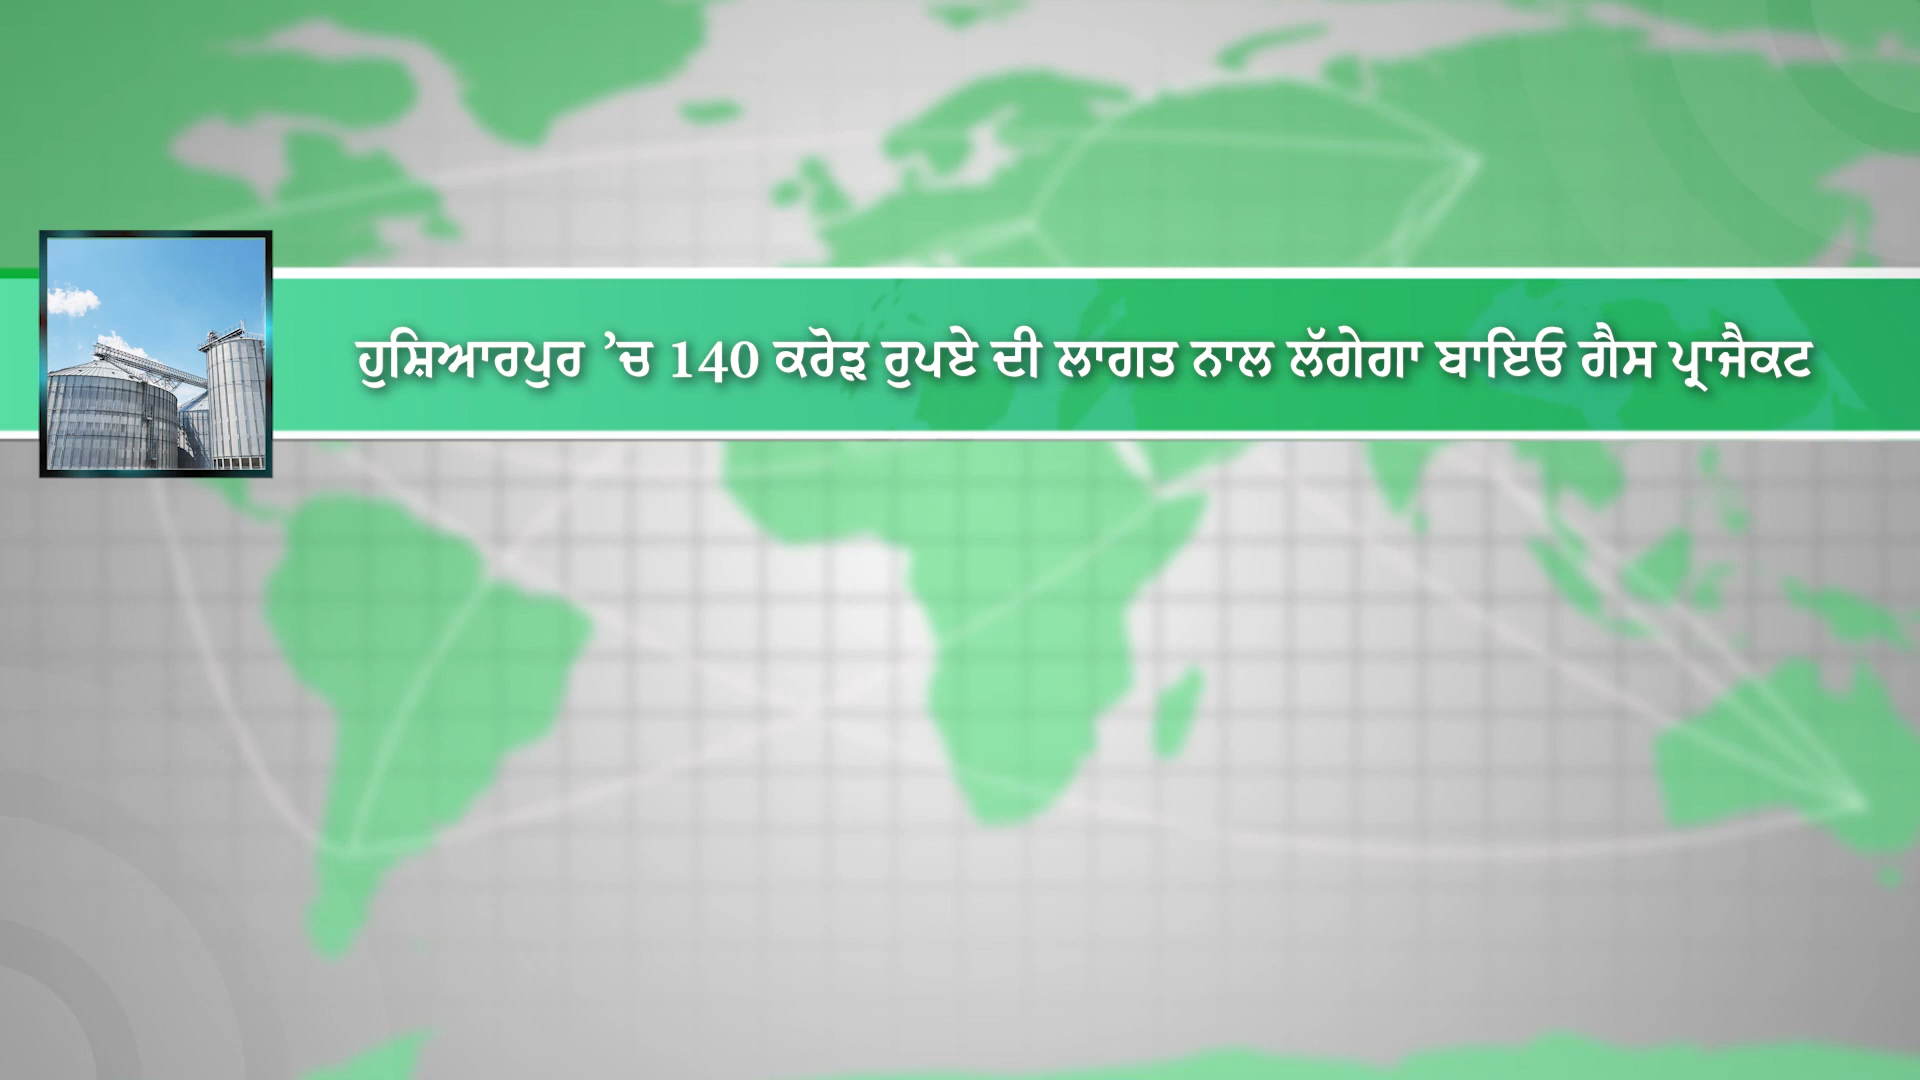 ਹੁਸ਼ਿਆਰਪੁਰ ’ਚ 140 ਕਰੋੜ ਰੁਪਏ ਦੀ ਲਾਗਤ ਨਾਲ ਲੱਗੇਗਾ ਬਾਇਓ ਗੈਸ ਪ੍ਰਾਜੈਕਟ